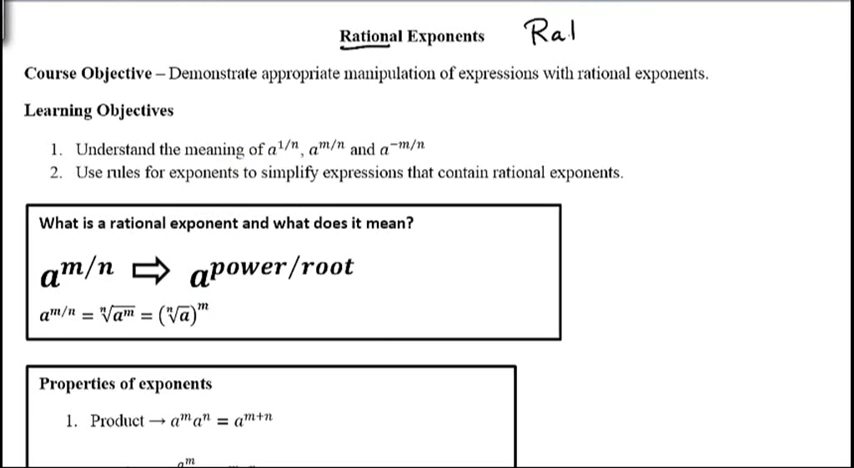 Rational Exponents Ral
Course Objective – Demonstrate appropriate manipulation of expressions with rational exponents.
Learning Objectives
1. Understand the meaning of a^{1/n}, a^{m/n} and a^{-m/n}
2. Use rules for exponents to simplify expressions that contain rational exponents.
What is a rational exponent and what does it mean?
a^{m/n} ⇨ a^{power/root}
a^{m/n} = \sqrt[n]{a^m} = (\sqrt[n]{a})^m
Properties of exponents
1. Product → a^m a^n = a^{m+n}
a^m